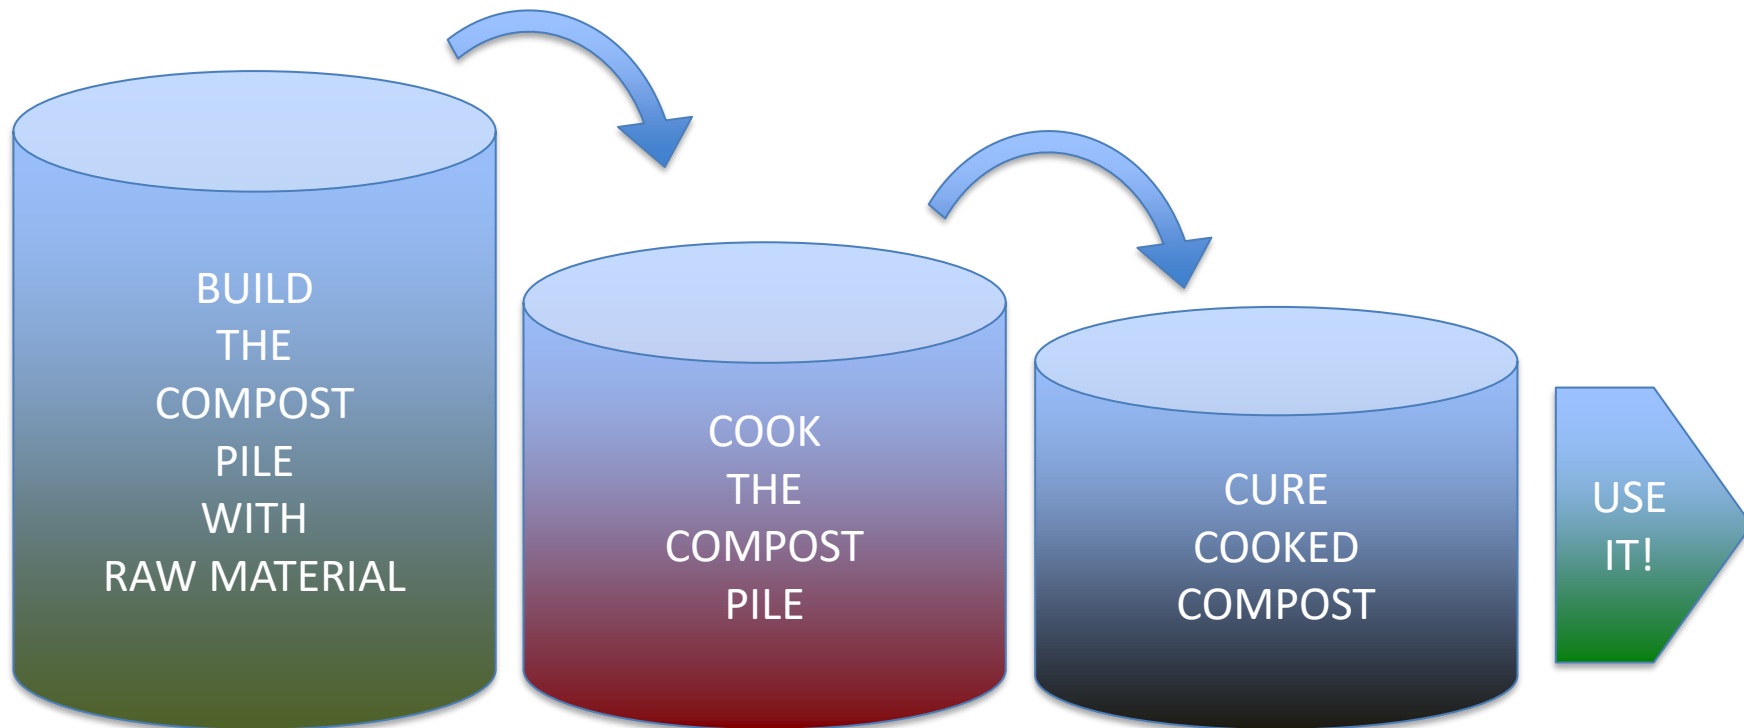 BUILD
THE
COMPOST
PILE
WITH
RAW MATERIAL
COOK
THE
COMPOST
PILE
CURE
COOKED
COMPOST
USE
IT!